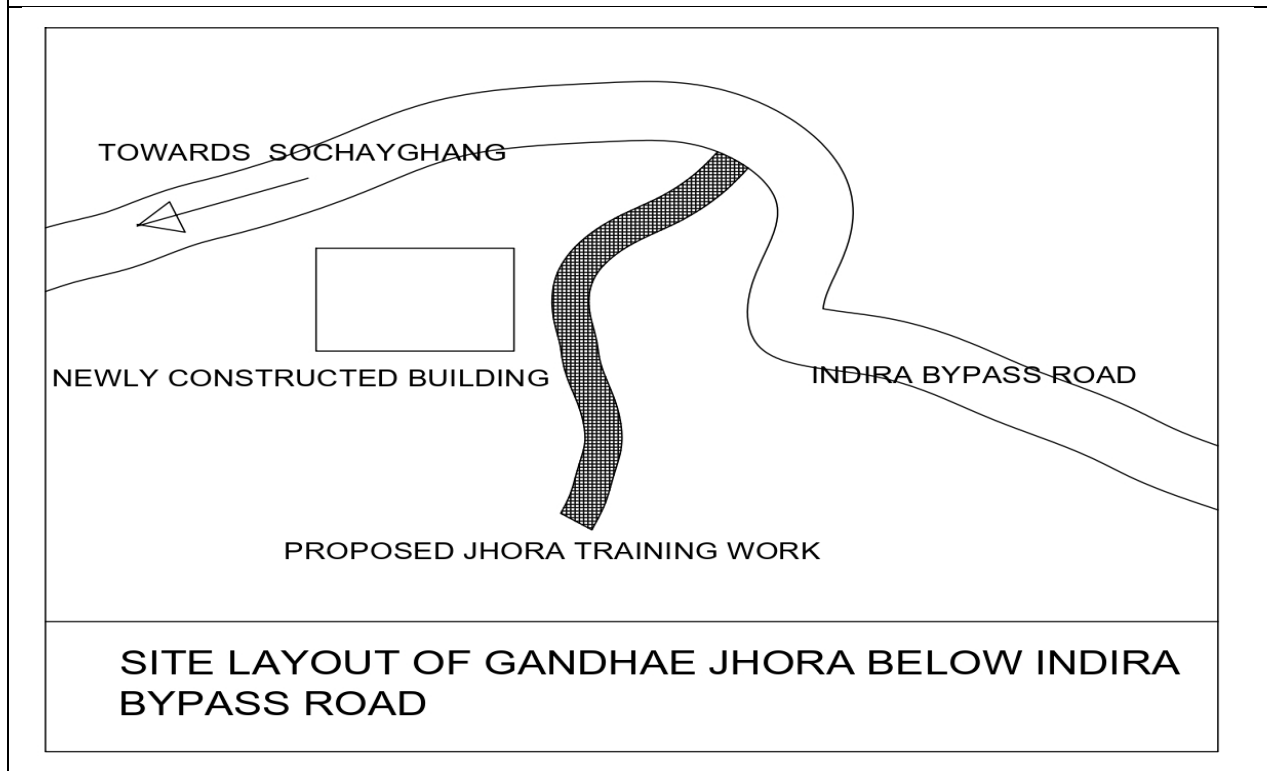 TOWARDS SOCHAYGHANG
NEWLY CONSTRUCTED BUILDING
INDIRA BYPASS ROAD
PROPOSED JHORA TRAINING WORK
SITE LAYOUT OF GANDHAE JHORA BELOW INDIRA
BYPASS ROAD